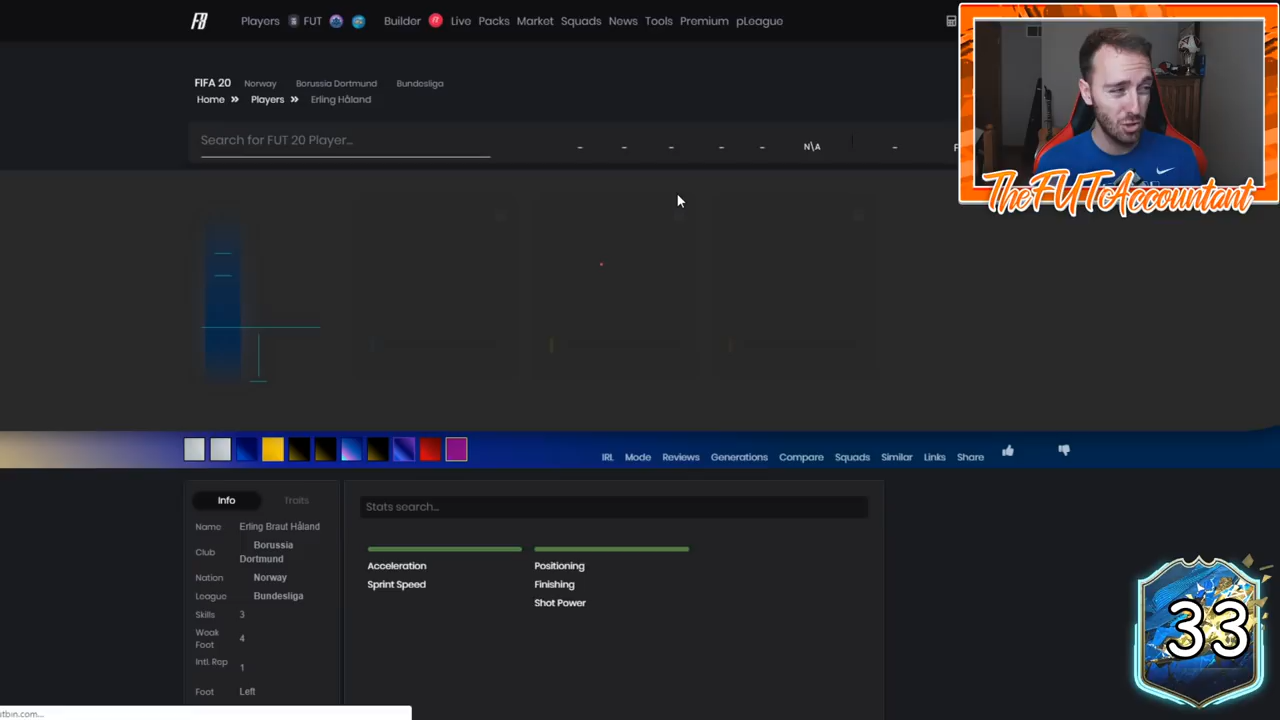 FB Players FUT Builder Live Packs Market Squads News Tools Premium pLeague
FIFA 20 Norway Borussia Dortmund Bundesliga
Home » Players » Erling Håland
Search for FUT 20 Player...
- - - - - N\A -
TheFUTAccountant
IRL Mode Reviews Generations Compare Squads Similar Links Share
Info Traits
Stats search...
Name Erling Braut Håland
Club Borussia Dortmund
Nation Norway
League Bundesliga
Skills 3
Weak Foot 4
Intl. Rep 1
Foot Left
Acceleration
Sprint Speed
Positioning
Finishing
Shot Power
33
utbin.com...